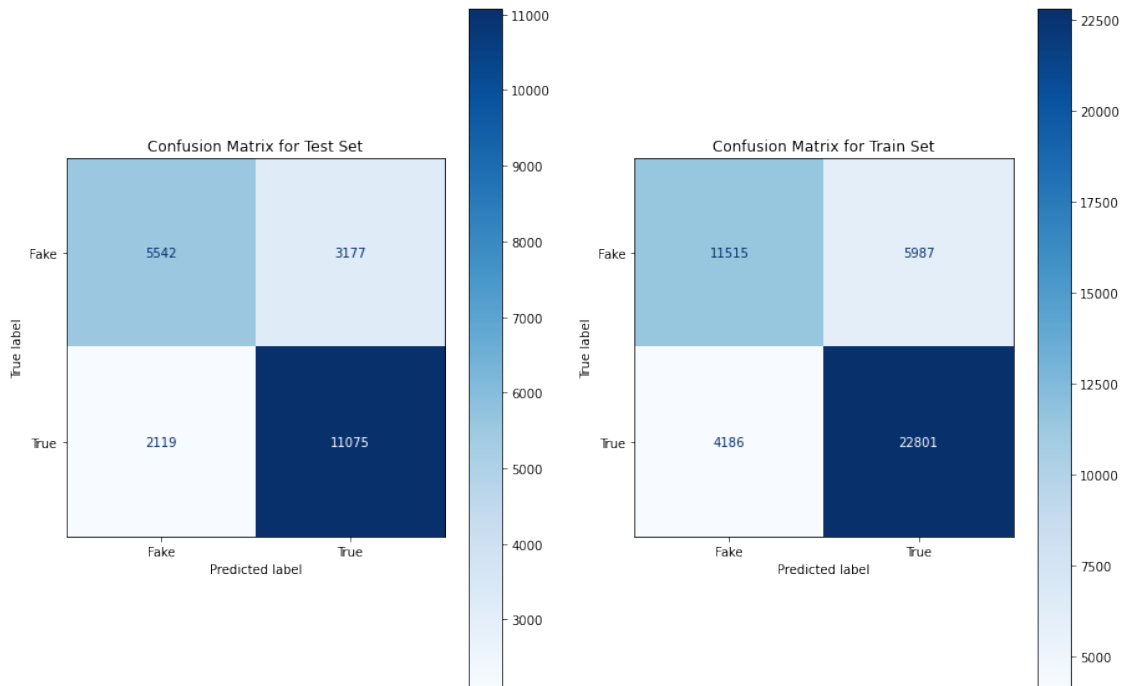 Confusion Matrix for Test Set
Fake
5542
3177
True
2119
11075
Fake
True
Predicted label
True label
11000
10000
9000
8000
7000
6000
5000
4000
3000
Confusion Matrix for Train Set
Fake
11515
5987
True
4186
22801
Fake
True
Predicted label
True label
22500
20000
17500
15000
12500
10000
7500
5000